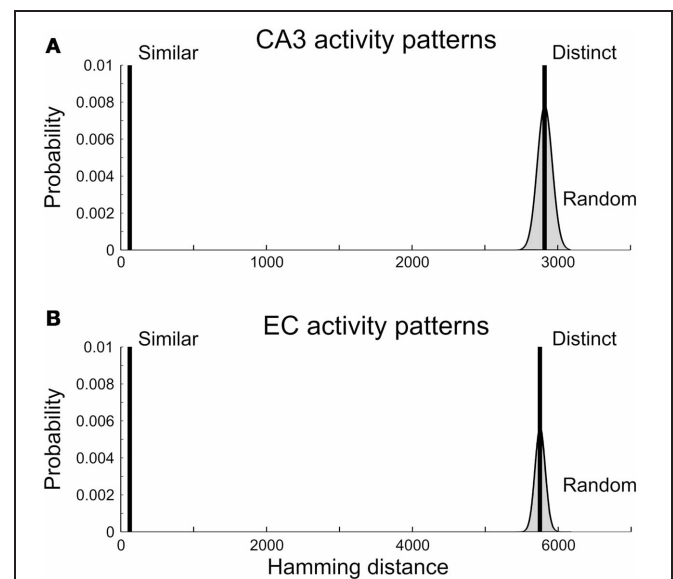 A
CA3 activity patterns
Similar
Distinct
0.01
0.008
0.006
0.004
0.002
0
Probability
Random
0
1000
2000
3000
B
EC activity patterns
Similar
Distinct
0.01
0.008
0.006
0.004
0.002
0
Probability
Random
0
2000
4000
6000
Hamming distance